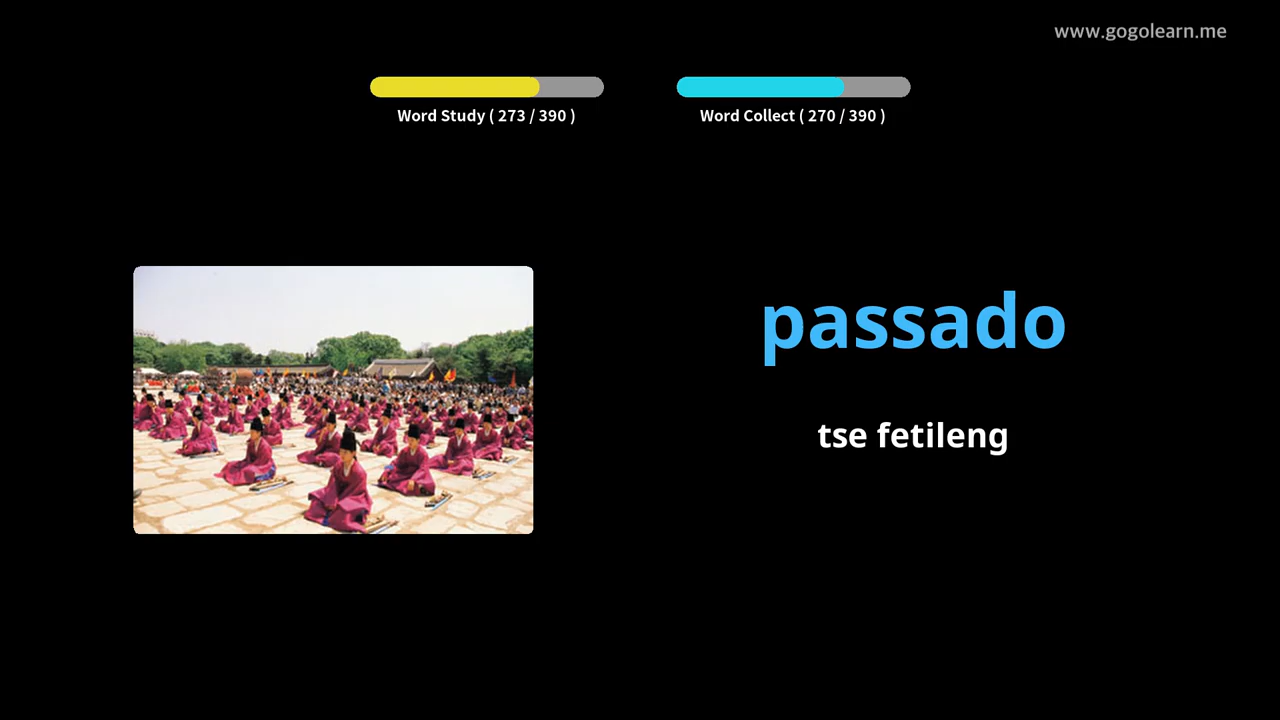 www.gogolearn.me
Word Study ( 273 / 390 )
Word Collect ( 270 / 390 )
passado
tse fetileng